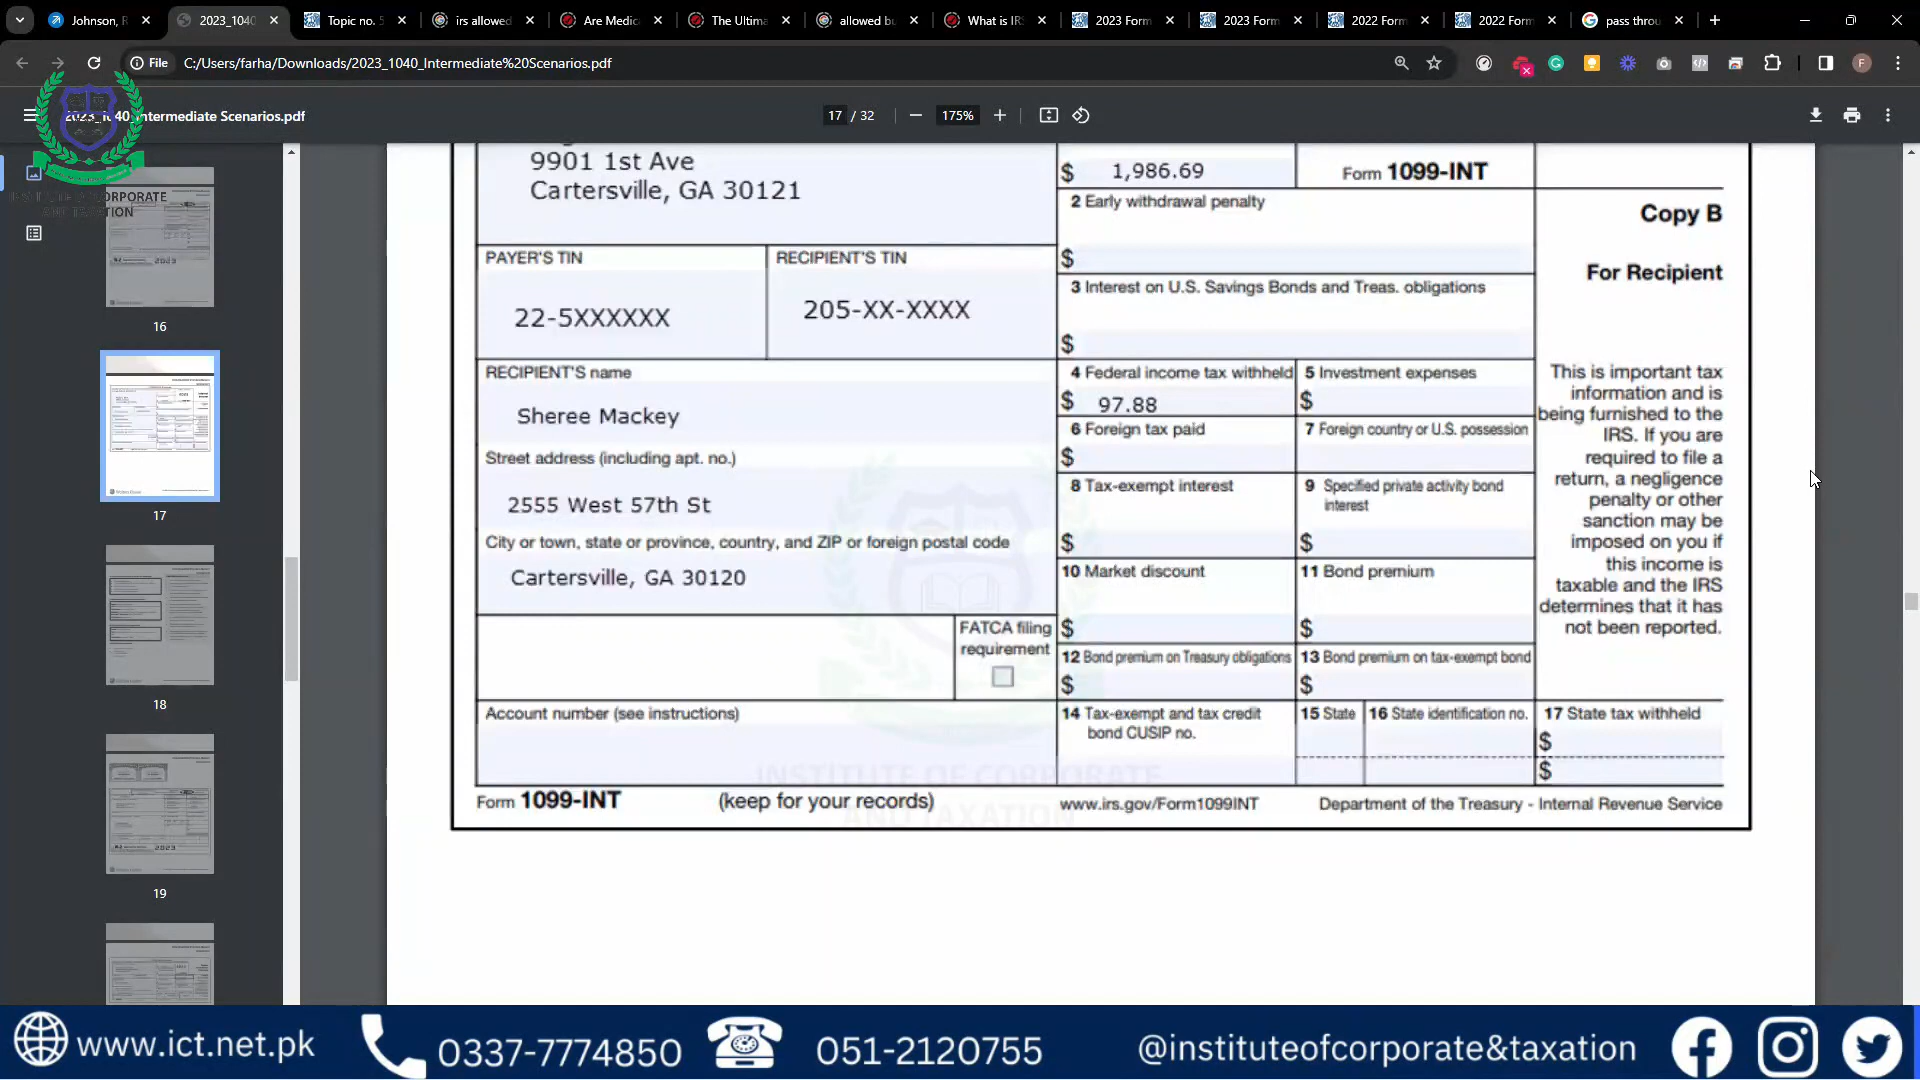 Johnson, R
2023_1040
Topic no. 5
irs allowed
Are Medic
The Ultima
allowed bu
What is IR
2023 Form
2023 Form
2022 Form
2022 Form
pass throu
File
C:/Users/farha/Downloads/2023_1040_Intermediate%20Scenarios.pdf
F
2023_1040_Intermediate Scenarios.pdf
17 / 32
175%
16
17
18
19
9901 1st Ave
Cartersville, GA 30121
$ 1,986.69
Form 1099-INT
2 Early withdrawal penalty
$
Copy B
For Recipient
PAYER'S TIN
22-5XXXXXX
RECIPIENT'S TIN
205-XX-XXXX
3 Interest on U.S. Savings Bonds and Treas. obligations
$
RECIPIENT'S name
Sheree Mackey
4 Federal income tax withheld
$ 97.88
5 Investment expenses
$
This is important tax
information and is
being furnished to the
IRS. If you are
required to file a
return, a negligence
penalty or other
sanction may be
imposed on you if
this income is
taxable and the IRS
determines that it has
not been reported.
6 Foreign tax paid
$
7 Foreign country or U.S. possession
Street address (including apt. no.)
2555 West 57th St
8 Tax-exempt interest
$
9 Specified private activity bond
interest
$
City or town, state or province, country, and ZIP or foreign postal code
Cartersville, GA 30120
10 Market discount
$
11 Bond premium
$
FATCA filing
requirement
12 Bond premium on Treasury obligations
$
13 Bond premium on tax-exempt bond
$
Account number (see instructions)
14 Tax-exempt and tax credit
bond CUSIP no.
15 State
16 State identification no.
17 State tax withheld
$
$
Form 1099-INT
(keep for your records)
www.irs.gov/Form1099INT
Department of the Treasury - Internal Revenue Service
INSTITUTE OF CORPORATE
AND TAXATION
www.ict.net.pk
0337-7774850
051-2120755
@instituteofcorporate&taxation